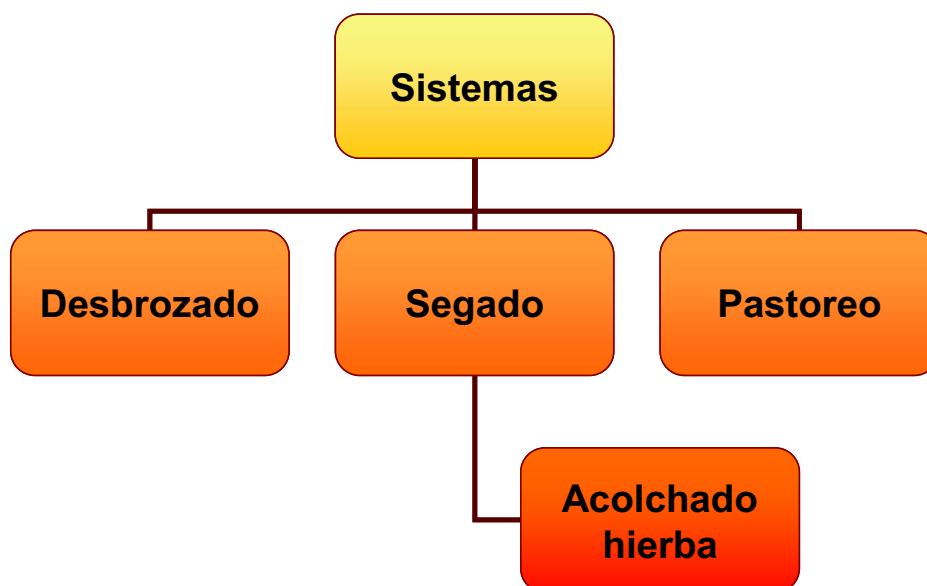 Sistemas
Desbrozado
Segado
Pastoreo
Acolchado
hierba